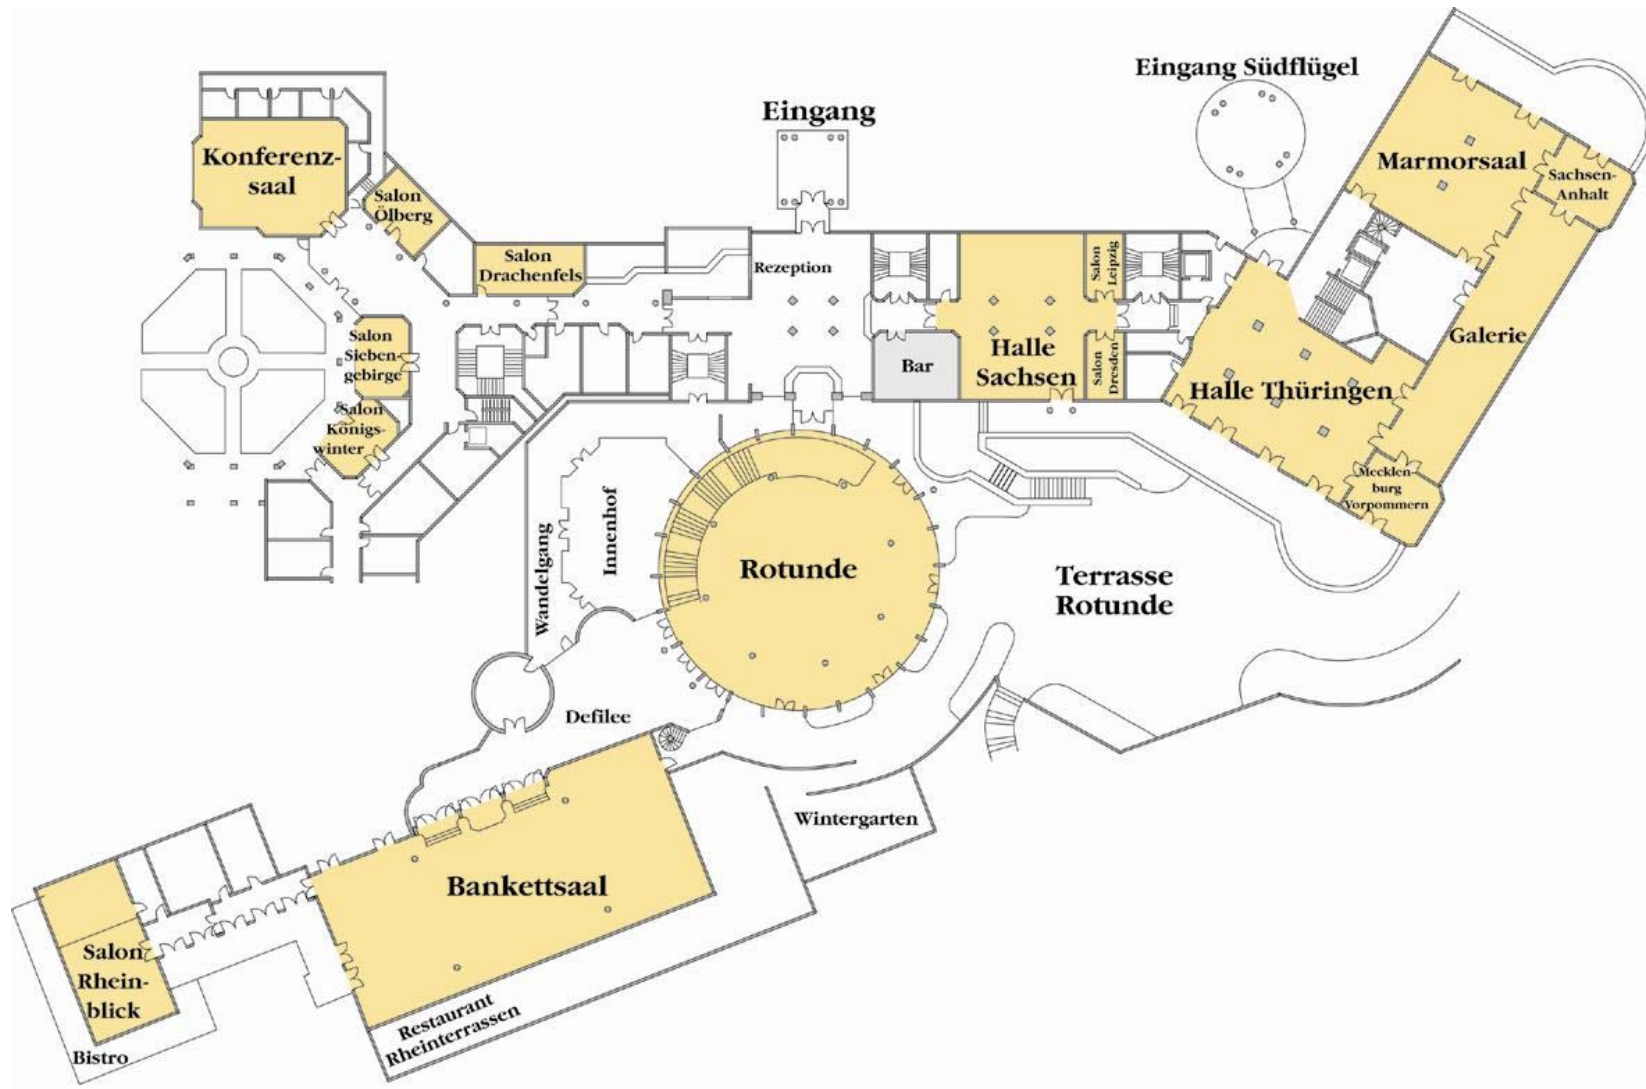 Eingang Südflügel
Eingang
Konferenz-
saal
Salon
Ölberg
Salon
Drachenfels
Rezeption
Salon
Leipzig
Marmorsaal
Sachsen-
Anhalt
Salon
Sieben-
gebirge
Salon
Königs-
winter
Bar
Halle
Sachsen
Salon
Dresden
Halle Thüringen
Galerie
Mecklen-
burg
Vorpommern
Wandelgang
Innenhof
Rotunde
Terrasse
Rotunde
Defilee
Wintergarten
Bankettsaal
Salon
Rhein-
blick
Bistro
Restaurant
Rheinterrassen